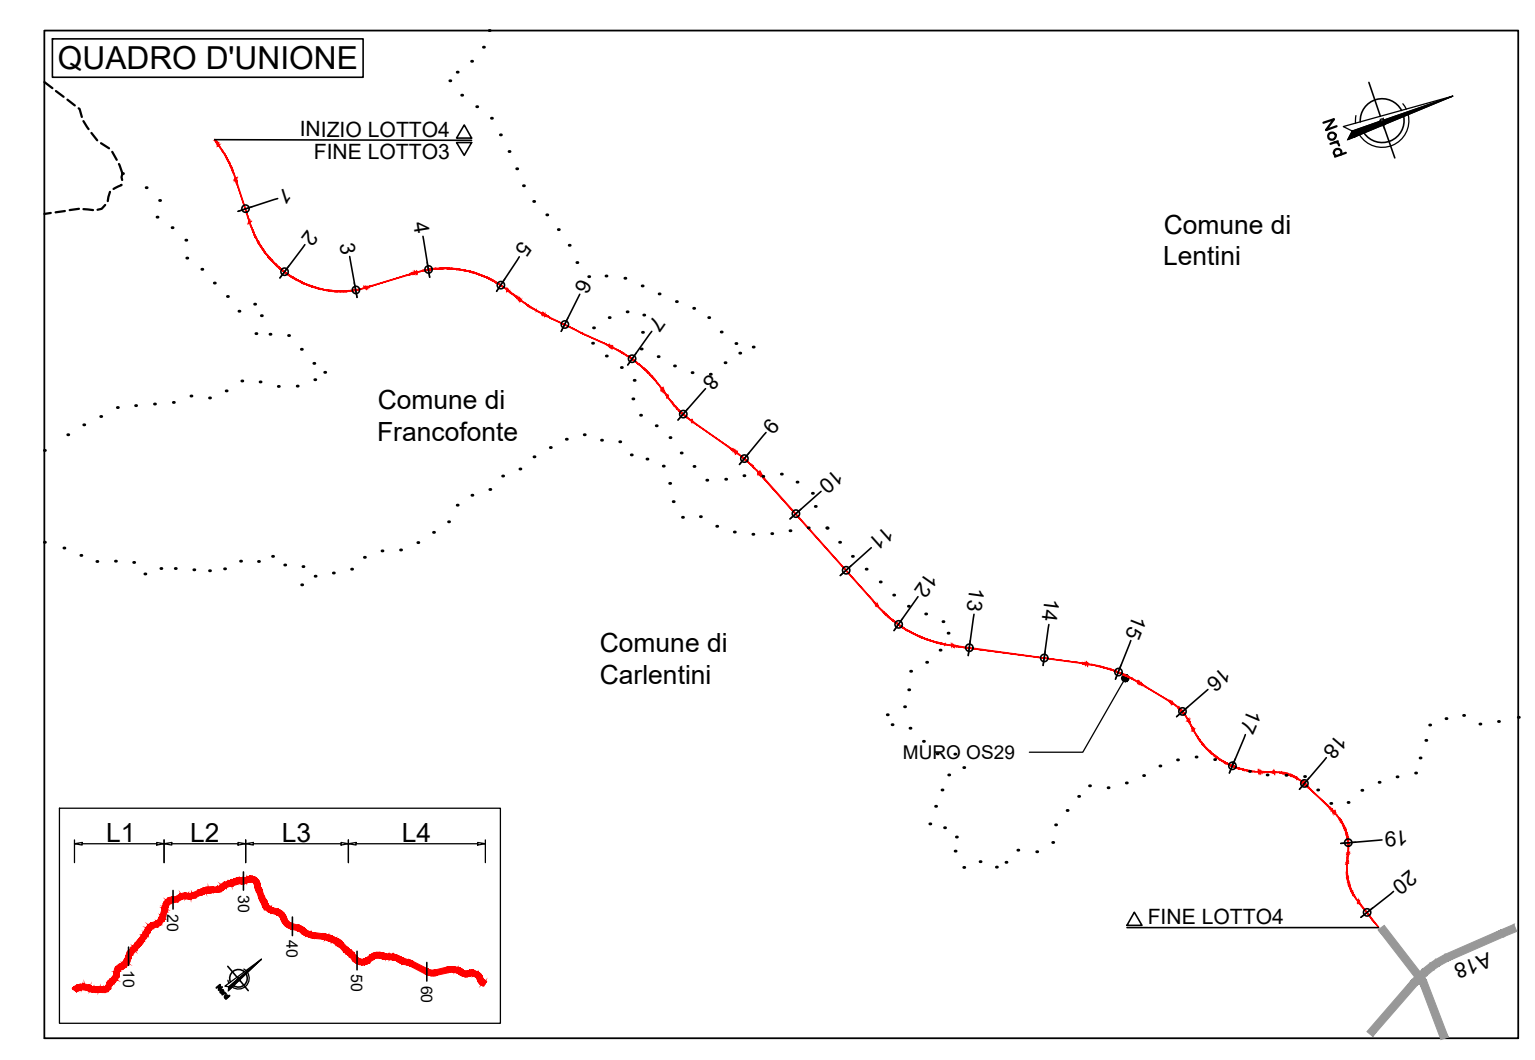 QUADRO D'UNIONE
INIZIO LOTTO4
FINE LOTTO3
Nord
Comune di
Lentini
1
2
3
4
5
6
7
8
9
10
11
12
13
14
15
16
17
18
19
20
Comune di
Francofonte
Comune di
Carlentini
MURO OS29
FINE LOTTO4
A18
L1
L2
L3
L4
10
20
30
40
50
60
Nord